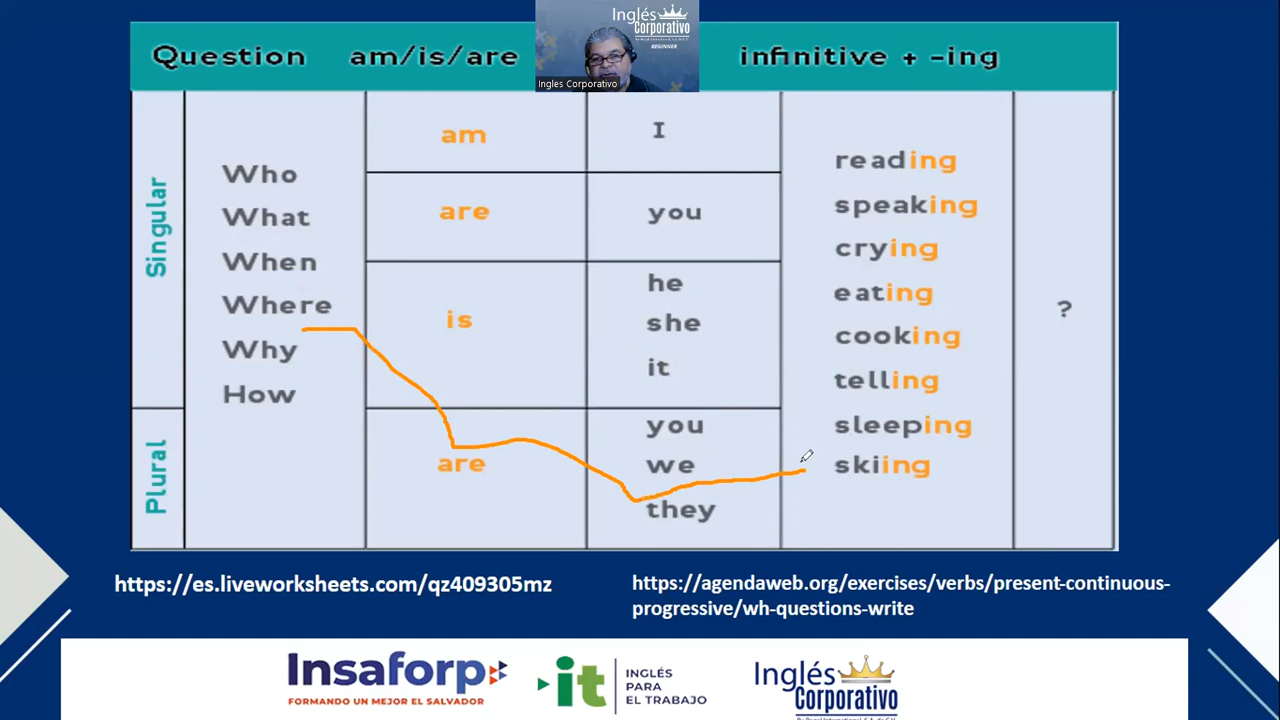 Inglés
Corporativo
BEGINNER
Ingles Corporativo
Question am/is/are infinitive + -ing
Singular
Who
What
When
Where
Why
How
am
are
is
I
you
he
she
it
reading
speaking
crying
eating
cooking
telling
sleeping
skiing
?
Plural
are
you
we
they
https://es.liveworksheets.com/qz409305mz
https://agendaweb.org/exercises/verbs/present-continuous-
progressive/wh-questions-write
Insaforp
FORMANDO UN MEJOR EL SALVADOR
it
INGLÉS
PARA
EL TRABAJO
Inglés
Corporativo